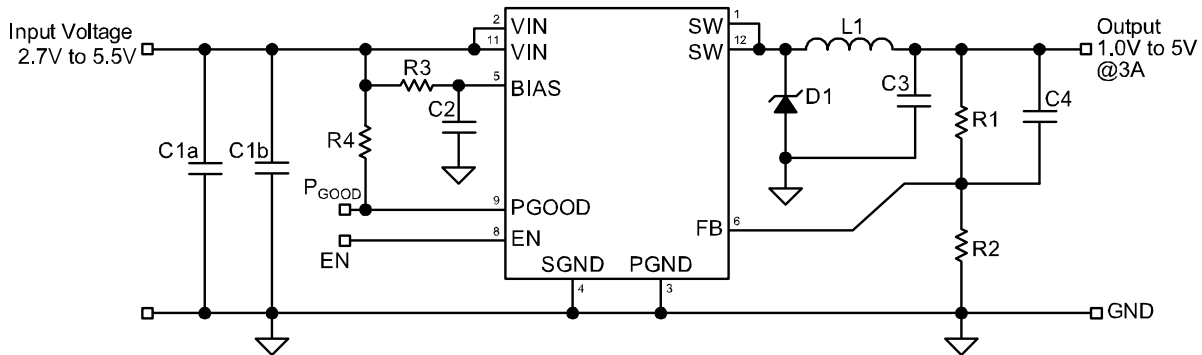 Input Voltage
2.7V to 5.5V
2
VIN
11
VIN
R3
5
BIAS
C2
R4
C1a
C1b
PGOOD
9
PGOOD
8
EN
EN
SGND
4
PGND
3
1
SW
12
SW
L1
D1
C3
R1
C4
FB
6
R2
Output
1.0V to 5V
@3A
GND